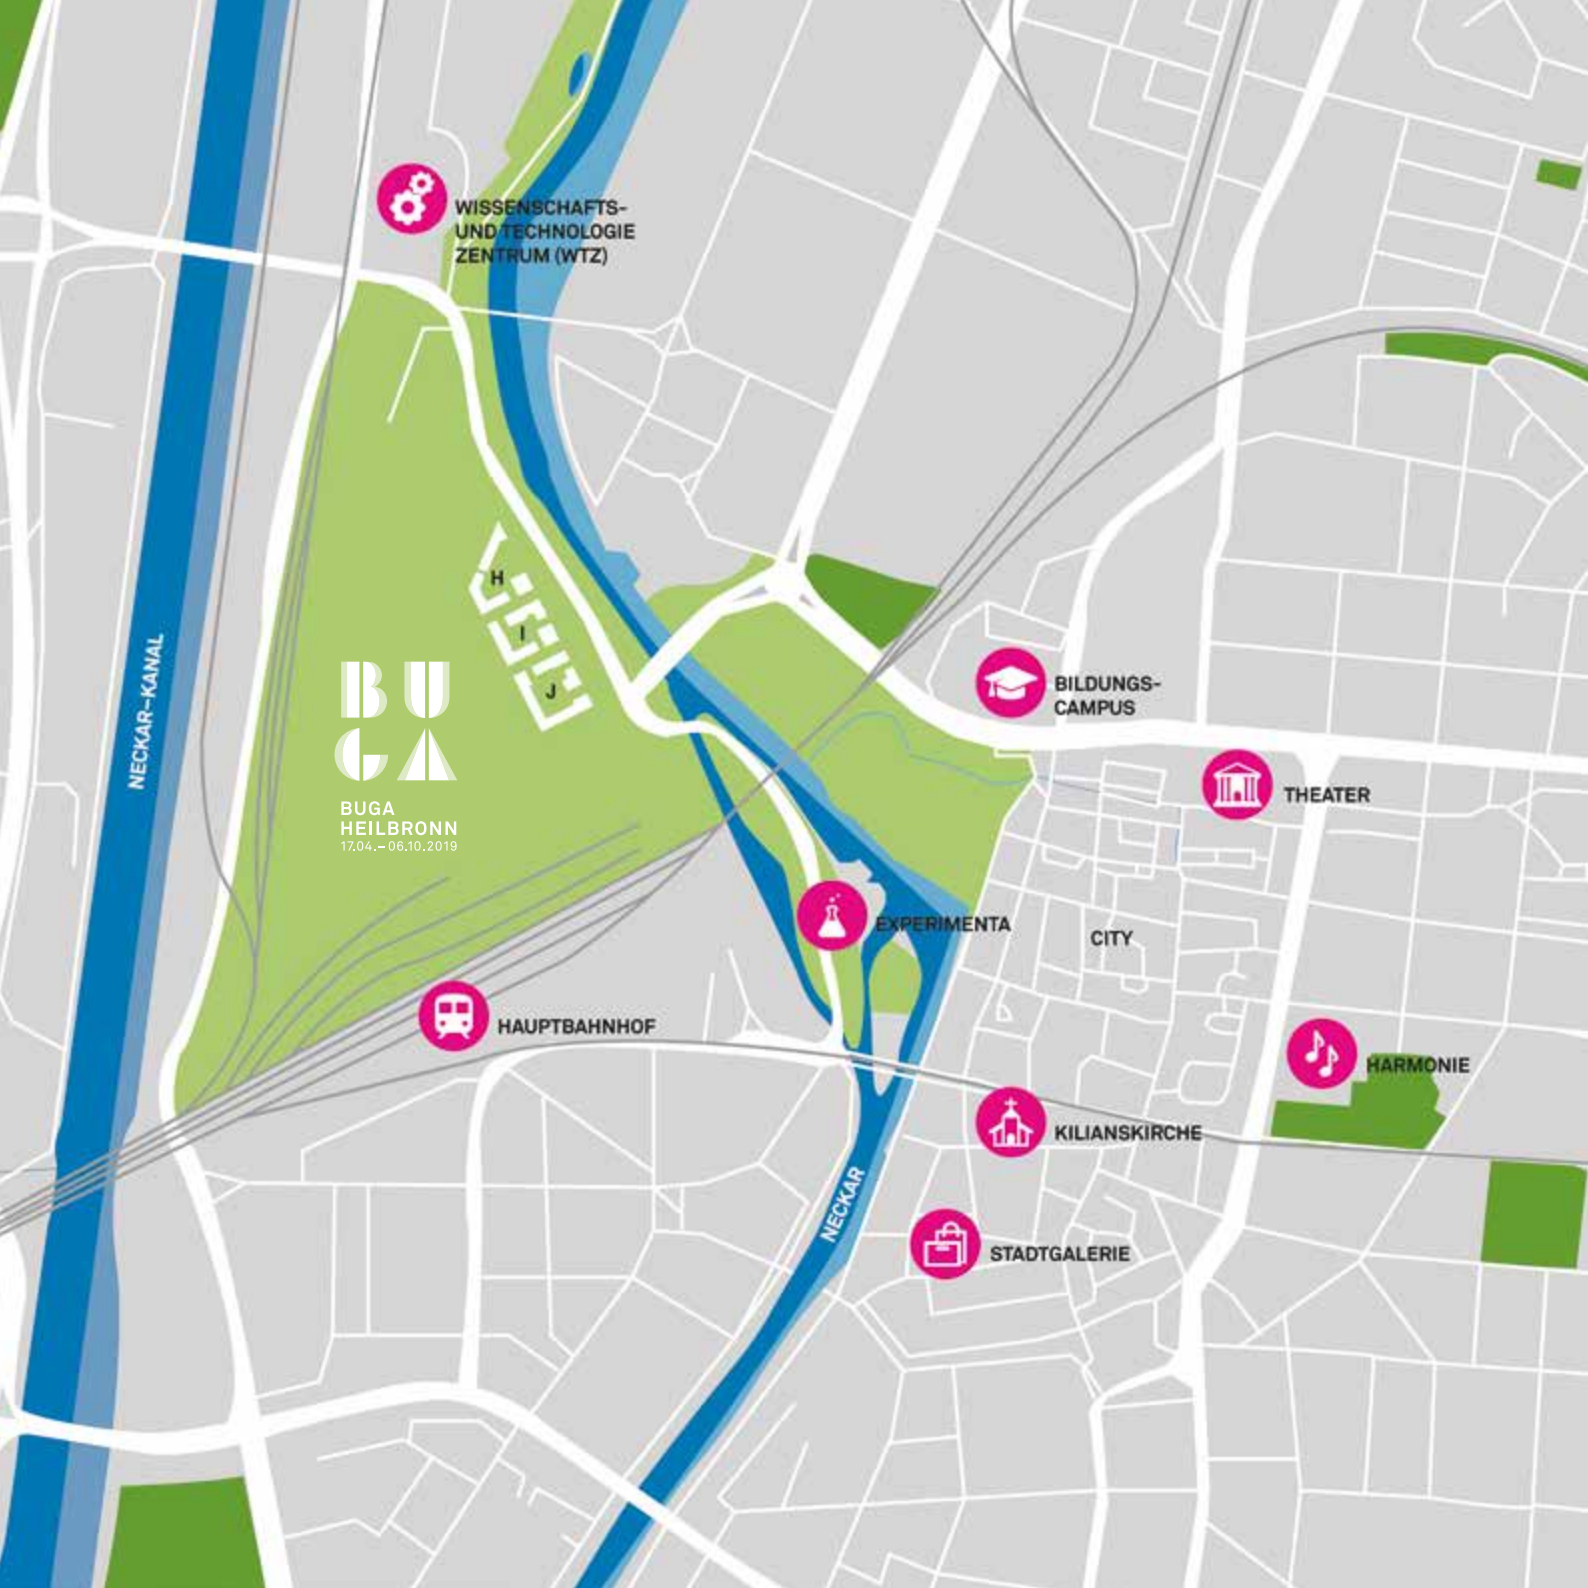 WISSENSCHAFTS-
UND TECHNOLOGIE
ZENTRUM (WTZ)
H
I
J
NECKAR-KANAL
BU
GA
BUGA
HEILBRONN
17.04.–06.10.2019
BILDUNGS-
CAMPUS
THEATER
EXPERIMENTA
CITY
HAUPTBAHNHOF
HARMONIE
KILIANSKIRCHE
NECKAR
STADTGALERIE